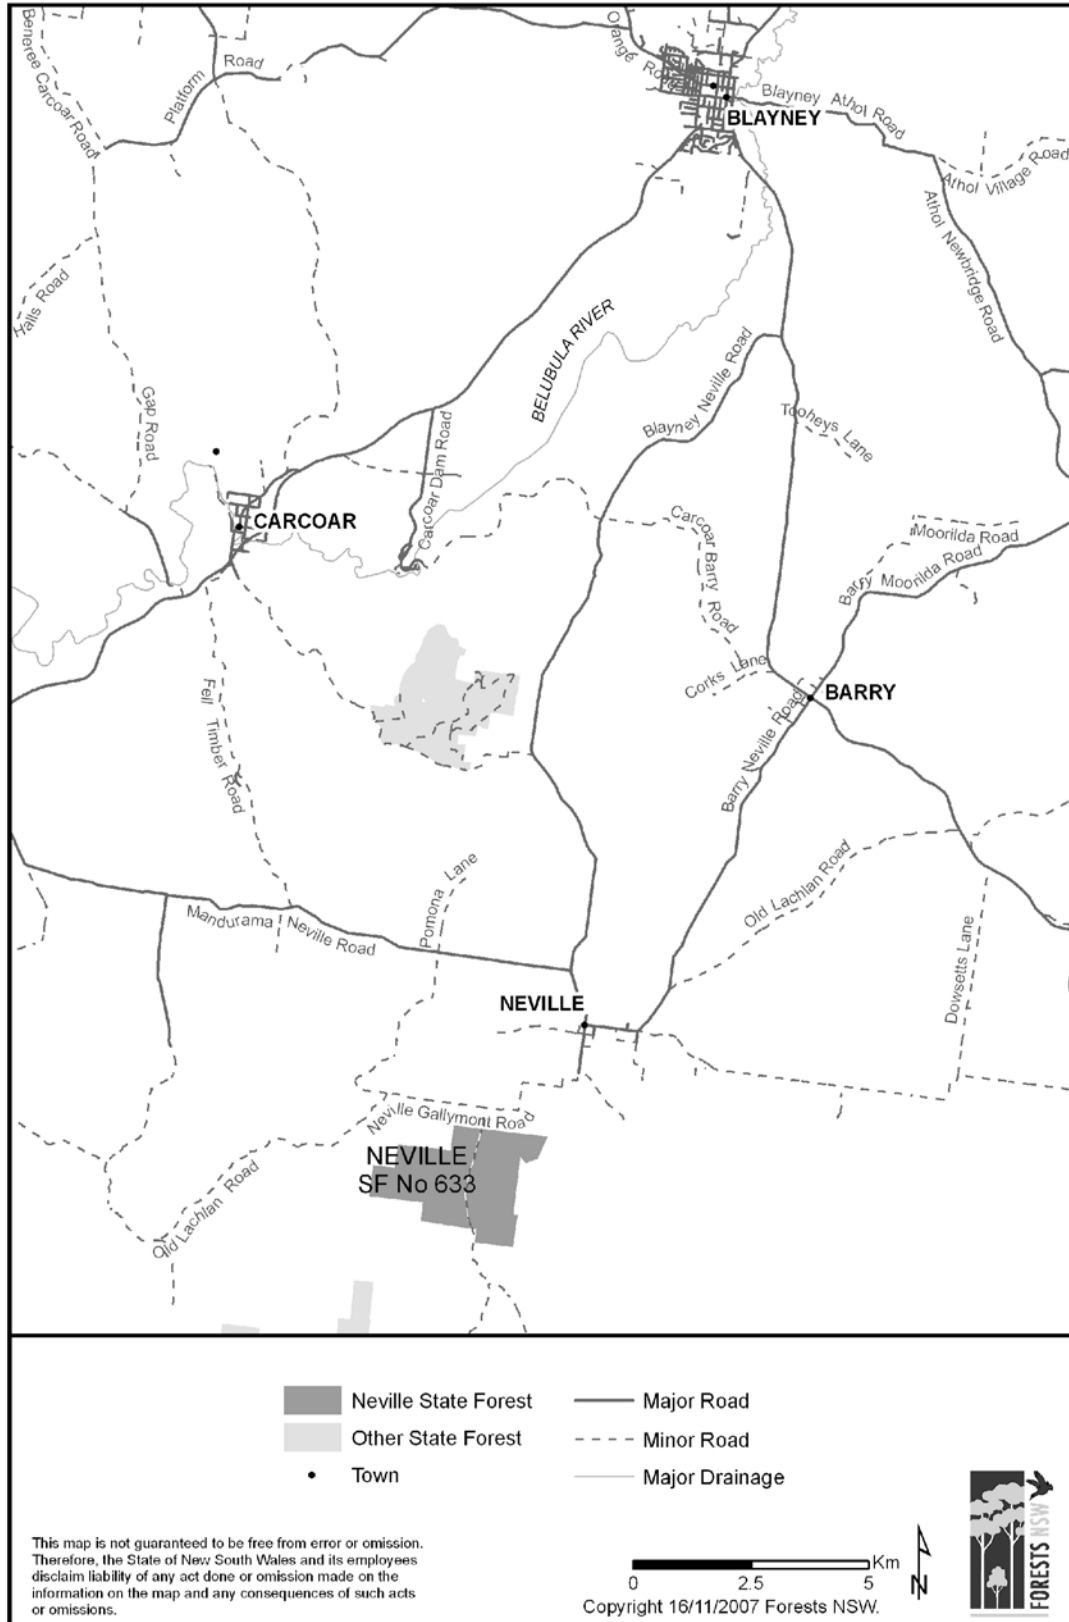 Beneree Carcoar Road
Platform Road
Orange Road
Blayney Athol Road
BLAYNEY
Athol Village Road
Athol Newbridge Road
Halls Road
BELUBULA RIVER
Blayney Neville Road
Gap Road
Carcoar Dam Road
Tooheys Lane
CARCOAR
Carcoar Barry Road
Moorilda Road
Barry Moorilda Road
Fell Timber Road
Corks Lane
BARRY
Barry Neville Road
Old Lachlan Road
Pomona Lane
Mandurama Neville Road
Dowsetts Lane
NEVILLE
Neville Gallymont Road
NEVILLE
SF No 633
Old Lachlan Road
Neville State Forest
Other State Forest
Town
Major Road
Minor Road
Major Drainage
This map is not guaranteed to be free from error or omission.
Therefore, the State of New South Wales and its employees
disclaim liability of any act done or omission made on the
information on the map and any consequences of such acts
or omissions.
Km
0 2.5 5
Copyright 16/11/2007 Forests NSW.
N
FORESTS NSW